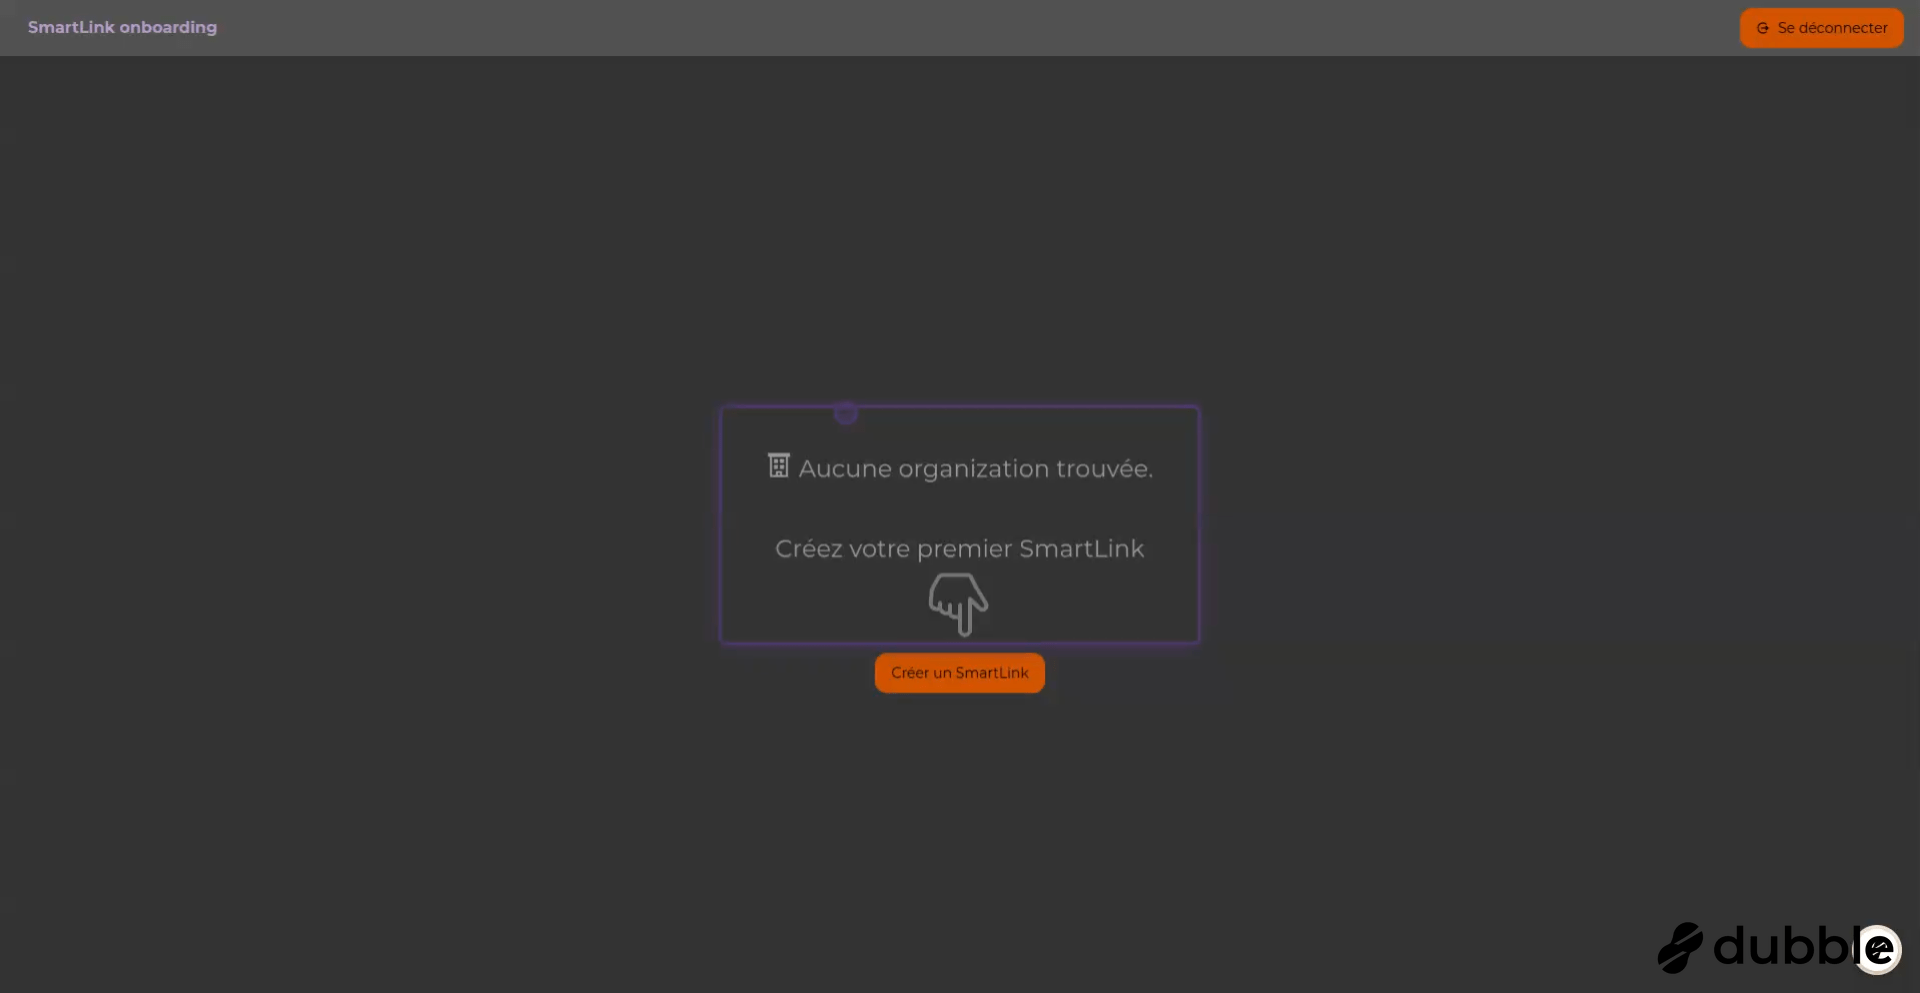 SmartLink onboarding
Se déconnecter
Aucune organization trouvée.
Créez votre premier SmartLink
Créer un SmartLink
dubble